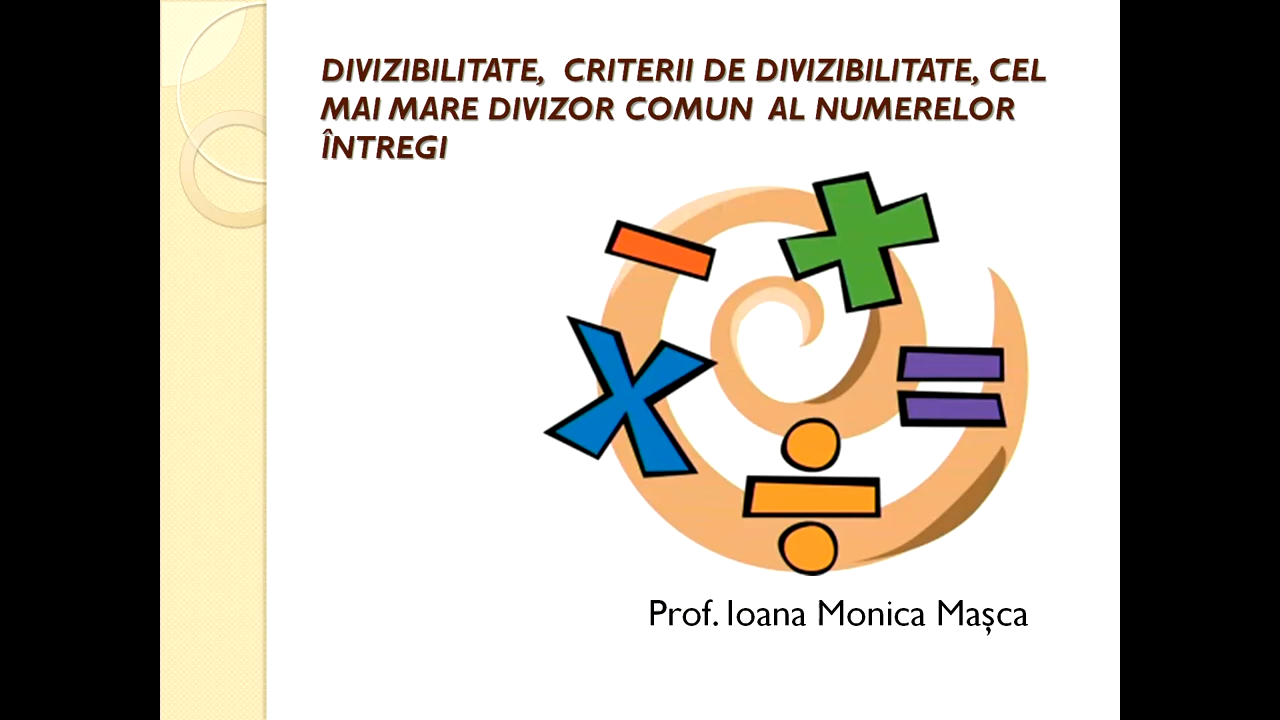 DIVIZIBILITATE, CRITERII DE DIVIZIBILITATE, CEL
MAI MARE DIVIZOR COMUN AL NUMERELOR
ÎNTREGI
Prof. Ioana Monica Mașca